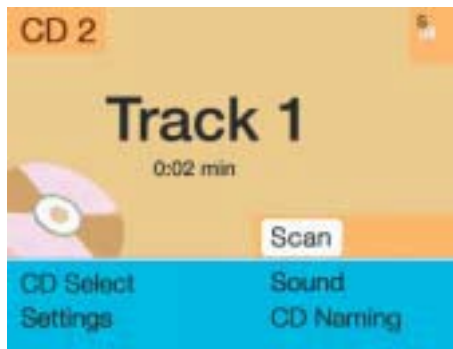 CD 2
S
Track 1
0:02 min
Scan
CD Select Sound
Settings CD Naming